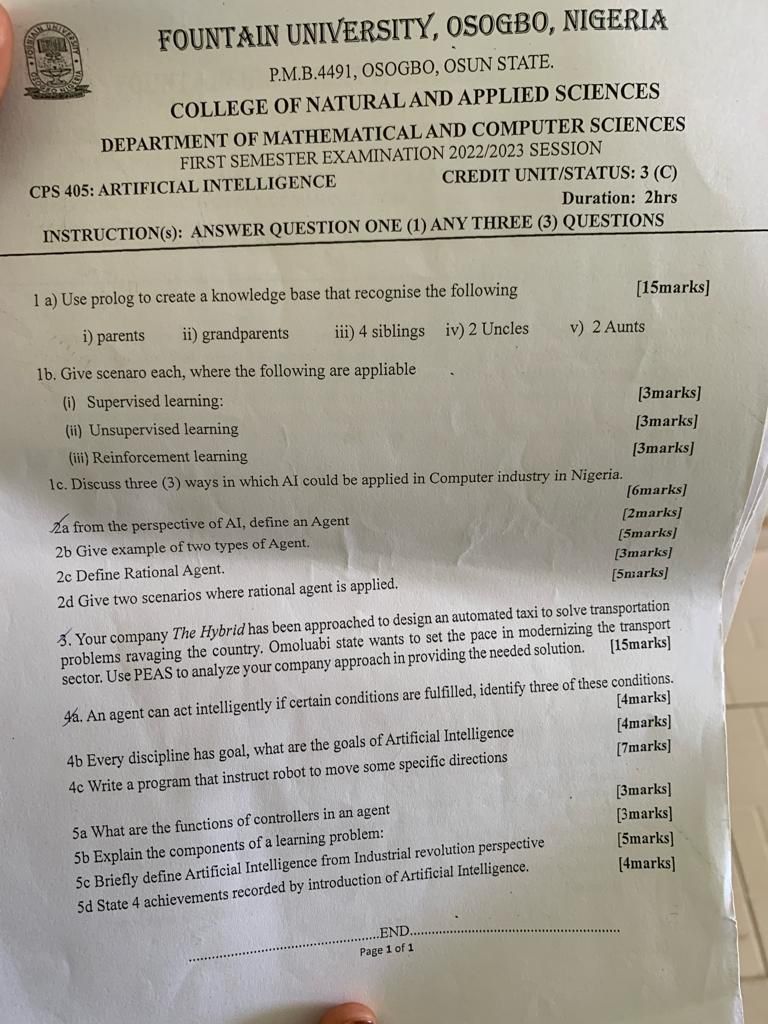 FOUNTAIN UNIVERSITY, OSOGBO, NIGERIA
P.M.B.4491, OSOGBO, OSUN STATE.
COLLEGE OF NATURAL AND APPLIED SCIENCES
DEPARTMENT OF MATHEMATICAL AND COMPUTER SCIENCES
FIRST SEMESTER EXAMINATION 2022/2023 SESSION
CPS 405: ARTIFICIAL INTELLIGENCE CREDIT UNIT/STATUS: 3 (C)
Duration: 2hrs
INSTRUCTION(s): ANSWER QUESTION ONE (1) ANY THREE (3) QUESTIONS
1 a) Use prolog to create a knowledge base that recognise the following [15marks]
i) parents ii) grandparents iii) 4 siblings iv) 2 Uncles v) 2 Aunts
1b. Give scenaro each, where the following are appliable
(i) Supervised learning: [3marks]
(ii) Unsupervised learning [3marks]
(iii) Reinforcement learning [3marks]
1c. Discuss three (3) ways in which AI could be applied in Computer industry in Nigeria.
[6marks]
2a from the perspective of AI, define an Agent [2marks]
2b Give example of two types of Agent. [5marks]
2c Define Rational Agent. [3marks]
2d Give two scenarios where rational agent is applied. [5marks]
3. Your company The Hybrid has been approached to design an automated taxi to solve transportation
problems ravaging the country. Omoluabi state wants to set the pace in modernizing the transport
sector. Use PEAS to analyze your company approach in providing the needed solution. [15marks]
4a. An agent can act intelligently if certain conditions are fulfilled, identify three of these conditions.
[4marks]
4b Every discipline has goal, what are the goals of Artificial Intelligence [4marks]
4c Write a program that instruct robot to move some specific directions [7marks]
5a What are the functions of controllers in an agent [3marks]
5b Explain the components of a learning problem: [3marks]
5c Briefly define Artificial Intelligence from Industrial revolution perspective [5marks]
5d State 4 achievements recorded by introduction of Artificial Intelligence. [4marks]
..........................................END..............................................
Page 1 of 1